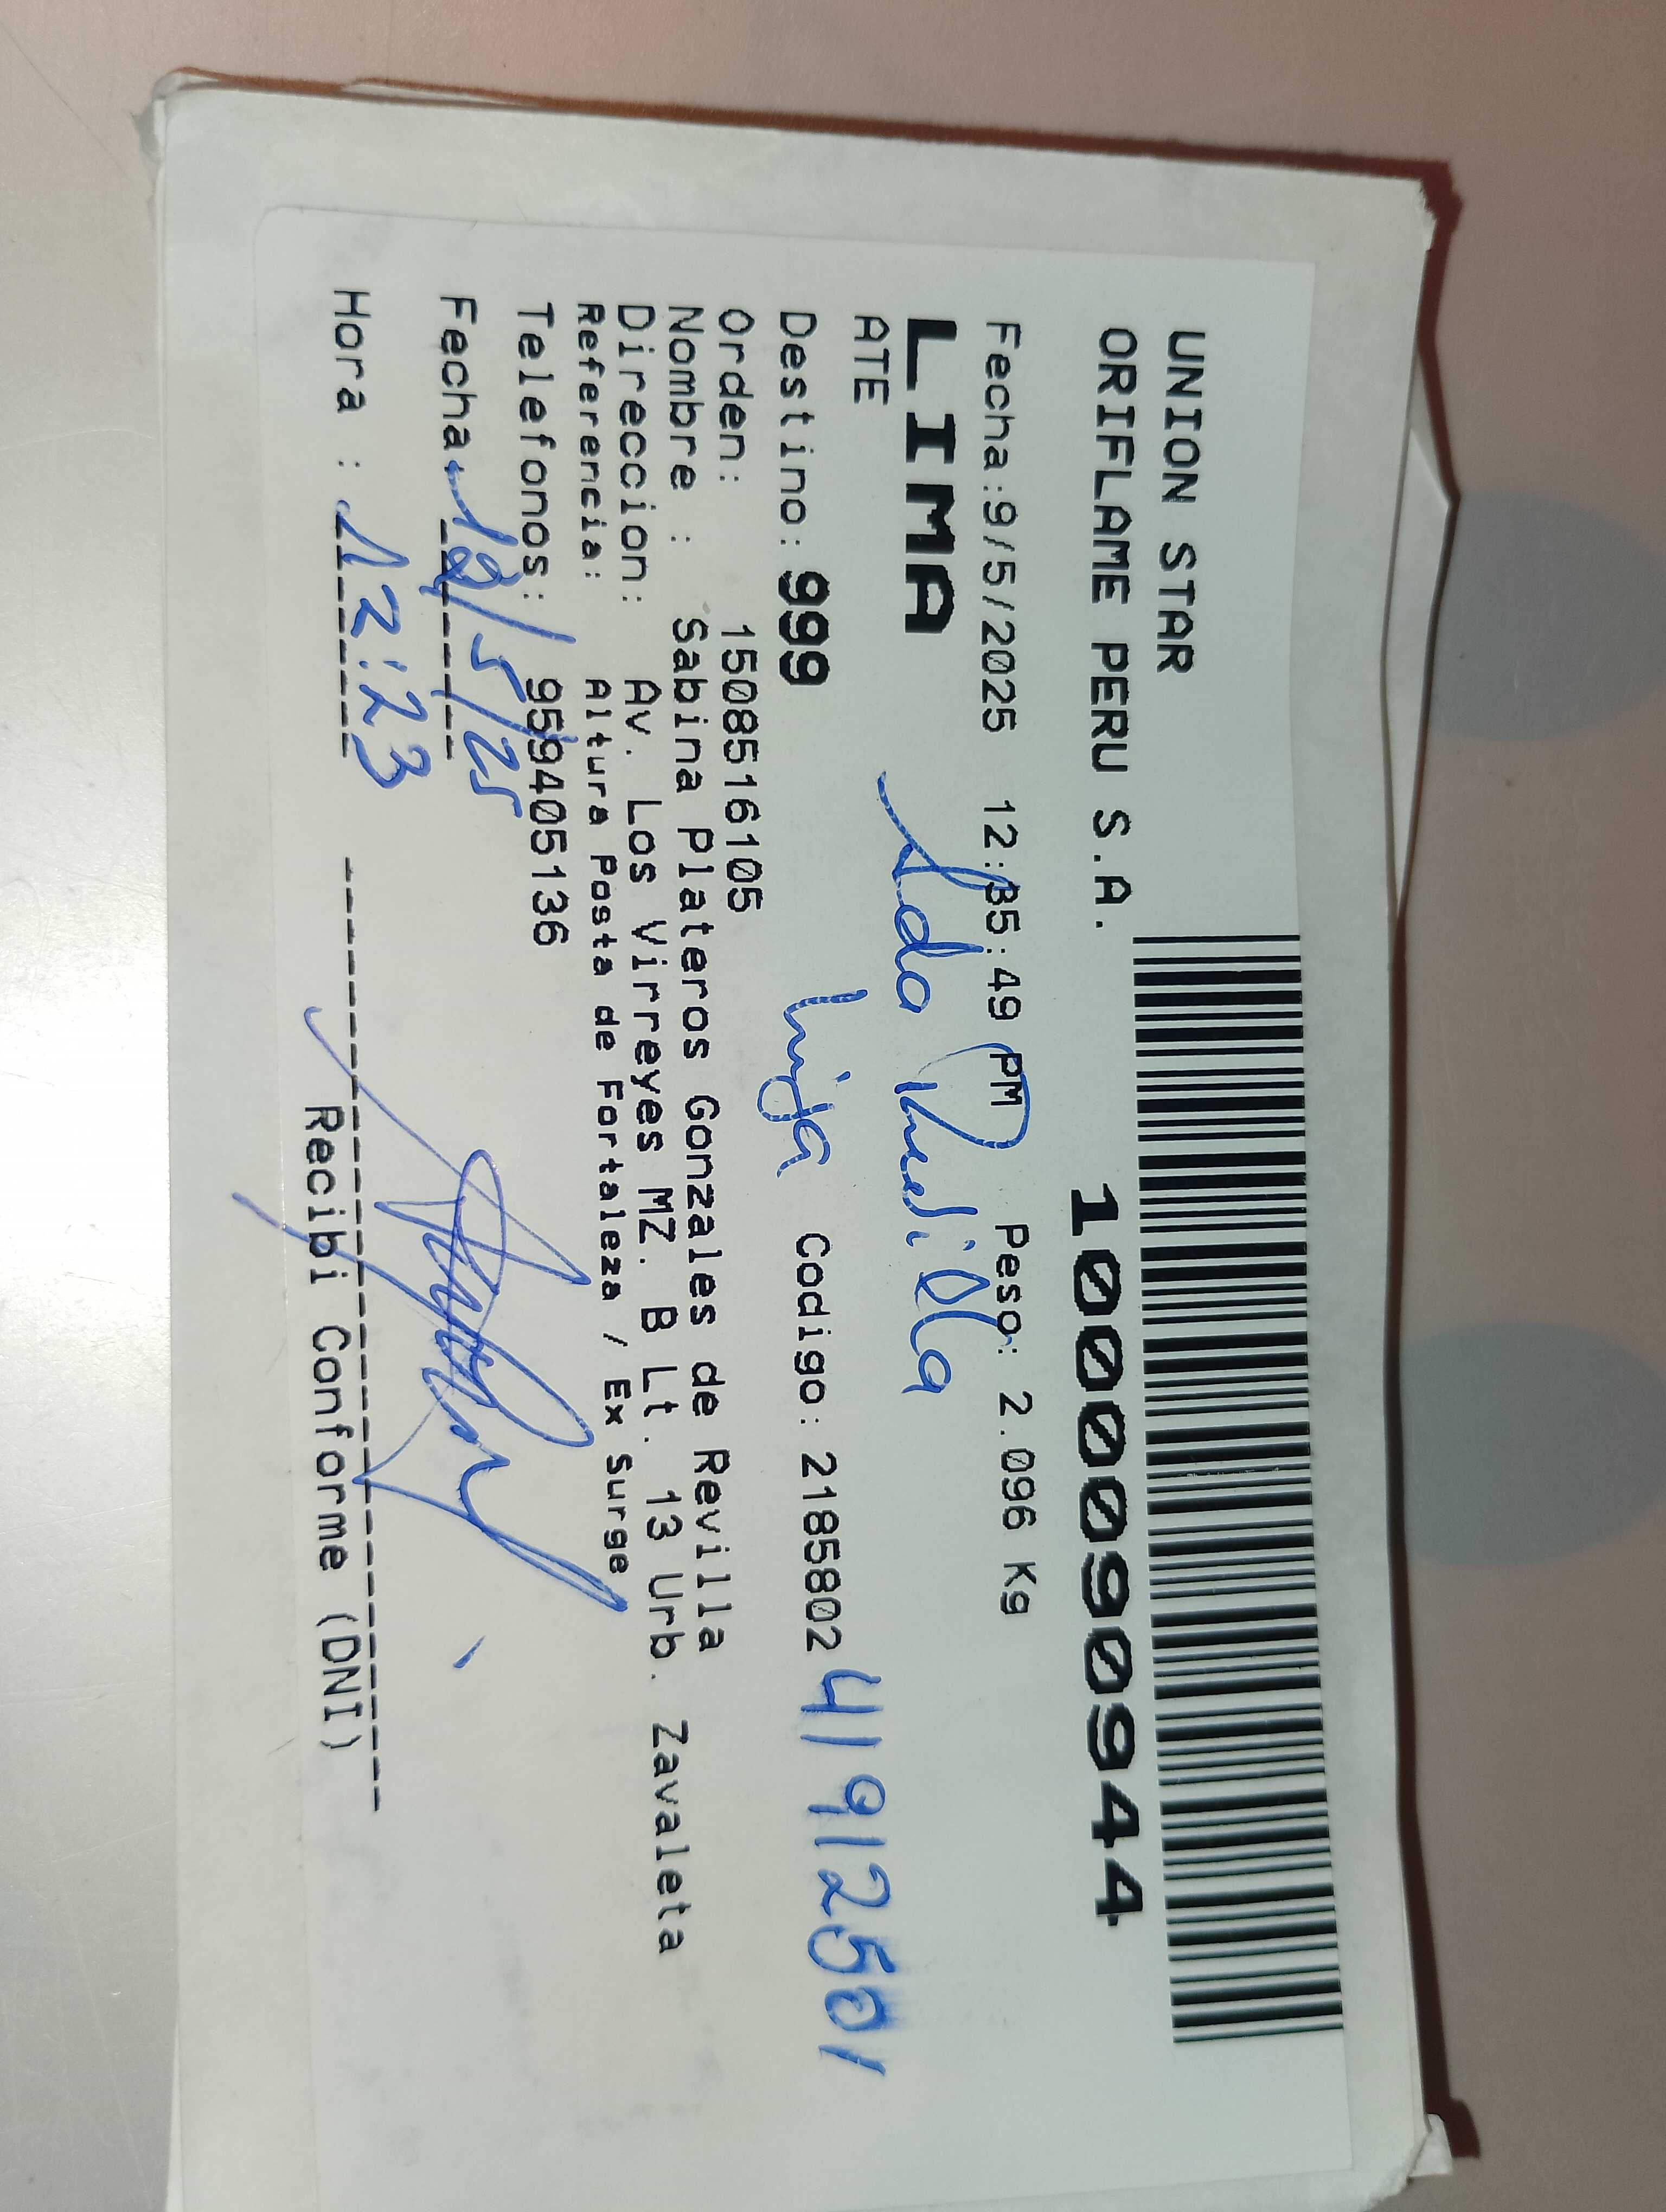 UNION STAR
ORIFLAME PERU S.A.
10000909944
Fecha:9/5/2025 12:35:49 PM Peso: 2.096 Kg
LIMA
ATE
hija
Destino: 999 Codigo: 2185802 41912501
Orden: 1508516105
Nombre : Sabina Plateros Gonzales de Revilla
Direccion: Av. Los Virreyes MZ. B Lt. 13 Urb. Zavaleta
Referencia: Altura Posta de Fortaleza / Ex Surge
Telefonos: 959405136
Fecha /5/25
Hora : 12:23
Recibi Conforme (DNI)